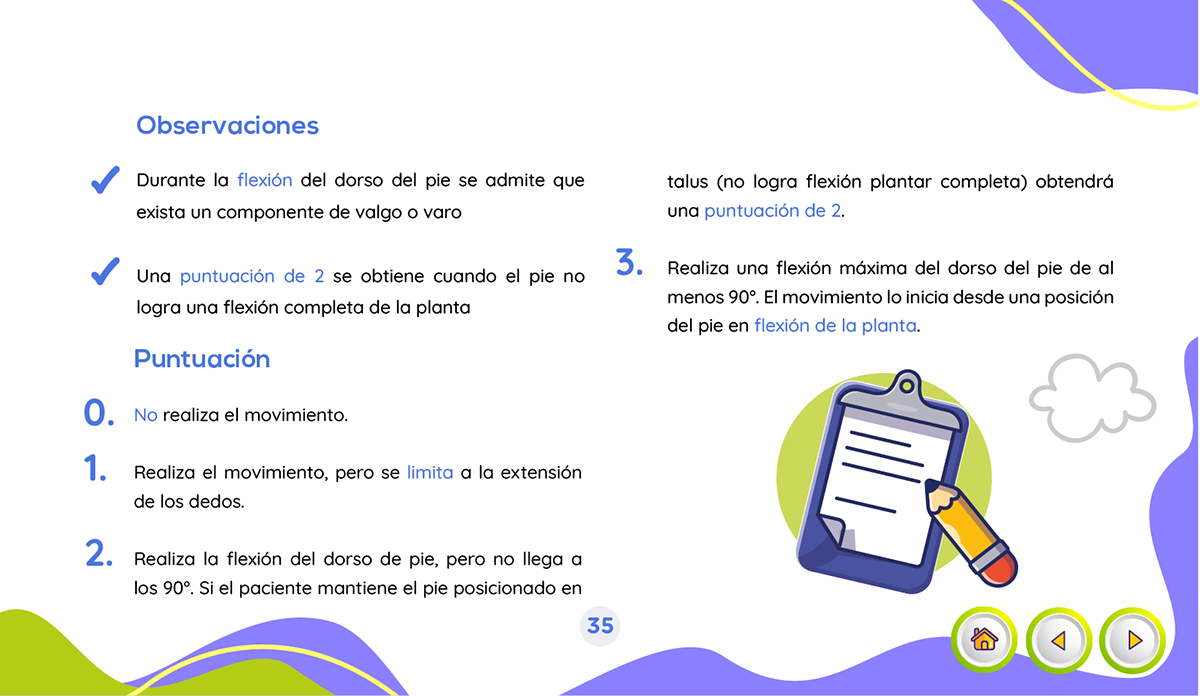 Observaciones
Durante la flexión del dorso del pie se admite que
exista un componente de valgo o varo
Una puntuación de 2 se obtiene cuando el pie no
logra una flexión completa de la planta
Puntuación
0. No realiza el movimiento.
1. Realiza el movimiento, pero se limita a la extensión
de los dedos.
2. Realiza la flexión del dorso de pie, pero no llega a
los 90°. Si el paciente mantiene el pie posicionado en
talus (no logra flexión plantar completa) obtendrá
una puntuación de 2.
3. Realiza una flexión máxima del dorso del pie de al
menos 90°. El movimiento lo inicia desde una posición
del pie en flexión de la planta.
35